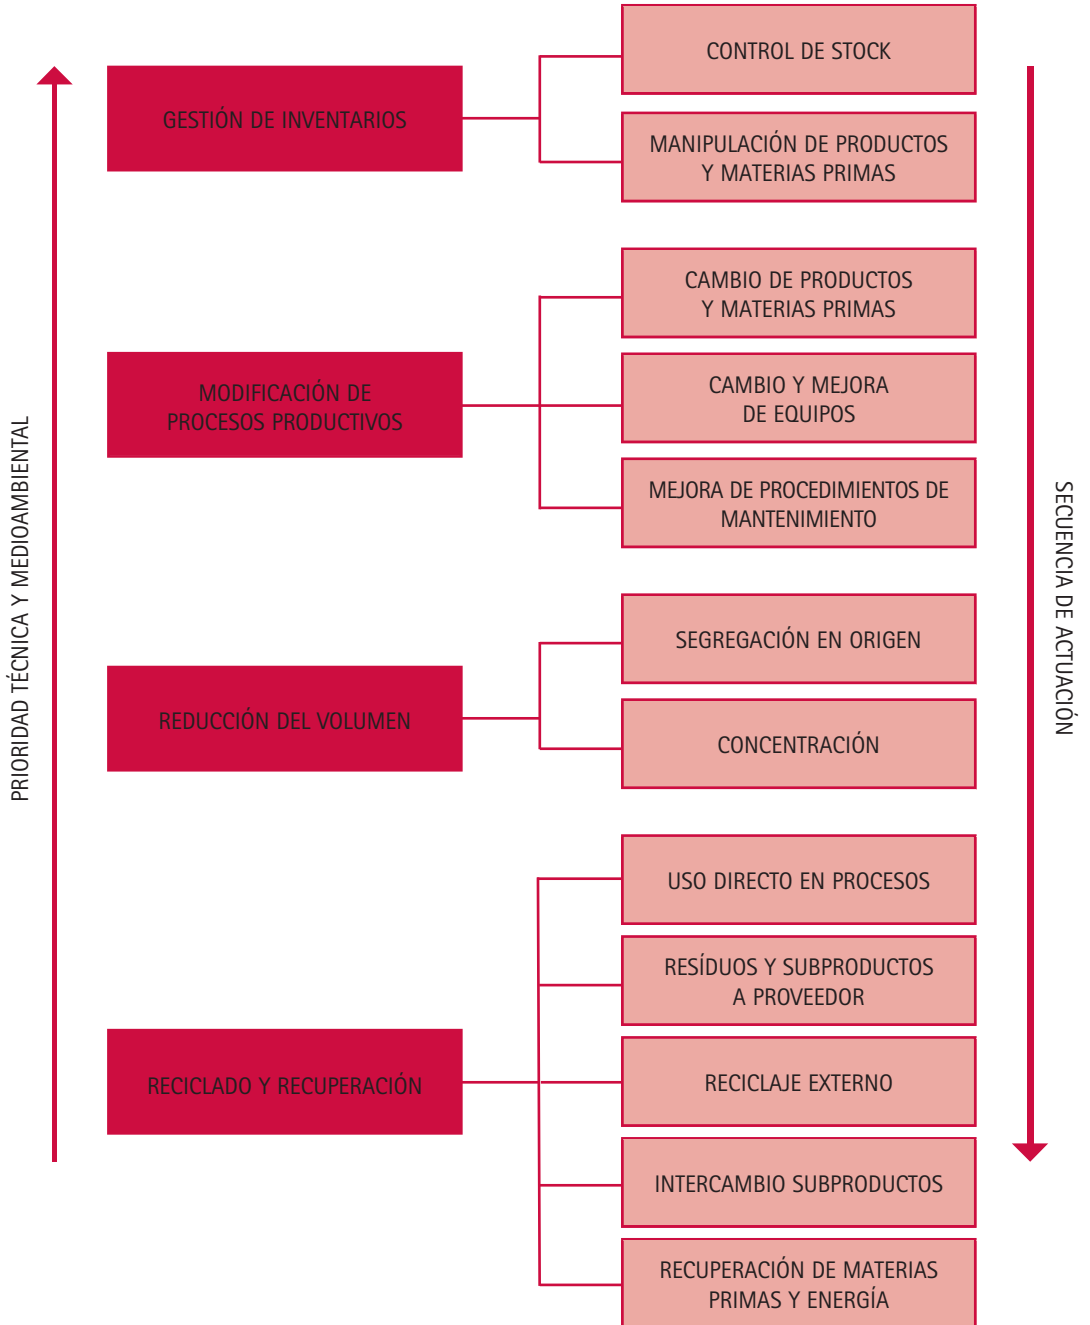 PRIORIDAD TÉCNICA Y MEDIOAMBIENTAL
GESTIÓN DE INVENTARIOS
CONTROL DE STOCK
MANIPULACIÓN DE PRODUCTOS
Y MATERIAS PRIMAS
MODIFICACIÓN DE
PROCESOS PRODUCTIVOS
CAMBIO DE PRODUCTOS
Y MATERIAS PRIMAS
CAMBIO Y MEJORA
DE EQUIPOS
MEJORA DE PROCEDIMIENTOS DE
MANTENIMIENTO
REDUCCIÓN DEL VOLUMEN
SEGREGACIÓN EN ORIGEN
CONCENTRACIÓN
RECICLADO Y RECUPERACIÓN
USO DIRECTO EN PROCESOS
RESÍDUOS Y SUBPRODUCTOS
A PROVEEDOR
RECICLAJE EXTERNO
INTERCAMBIO SUBPRODUCTOS
RECUPERACIÓN DE MATERIAS
PRIMAS Y ENERGÍA
SECUENCIA DE ACTUACIÓN